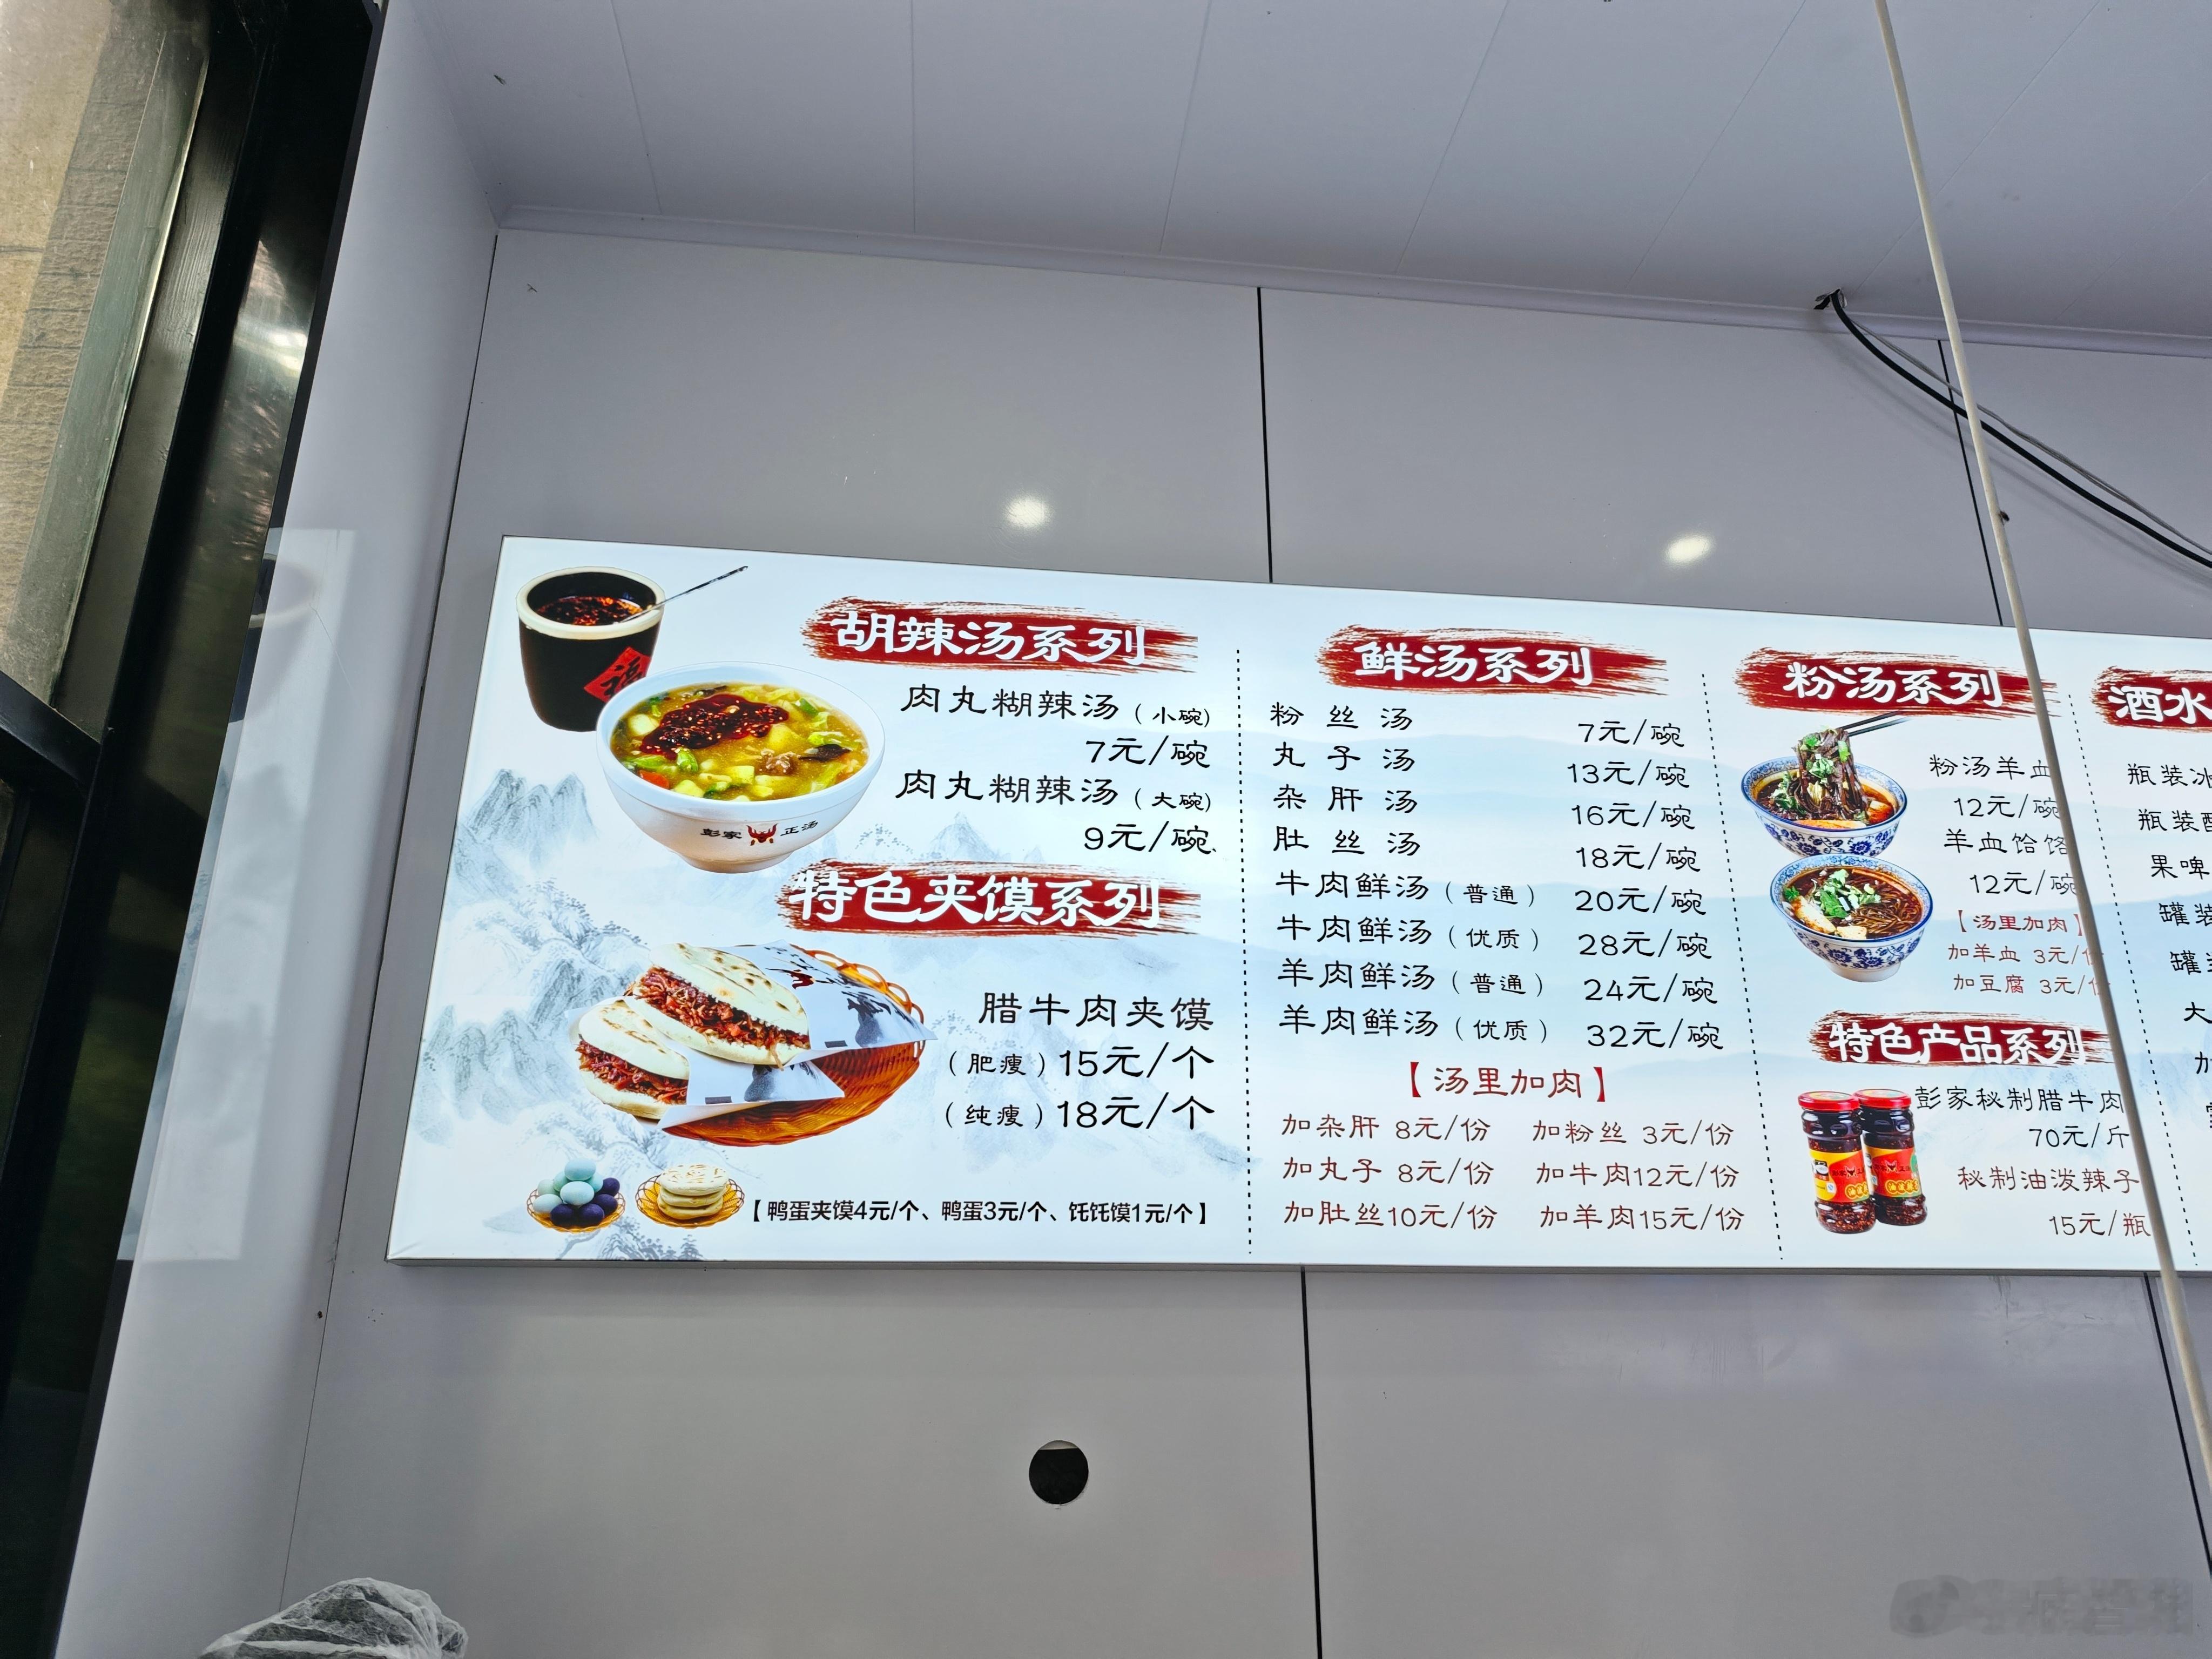 胡辣汤系列
肉丸糊辣汤（小碗）
7元/碗
肉丸糊辣汤（大碗）
9元/碗
福
彭家 正汤
特色夹馍系列
腊牛肉夹馍
（肥瘦）15元/个
（纯瘦）18元/个
【鸭蛋夹馍4元/个、鸭蛋3元/个、饦饦馍1元/个】
鲜汤系列
粉丝汤 7元/碗
丸子汤 13元/碗
杂肝汤 16元/碗
肚丝汤 18元/碗
牛肉鲜汤（普通） 20元/碗
牛肉鲜汤（优质） 28元/碗
羊肉鲜汤（普通） 24元/碗
羊肉鲜汤（优质） 32元/碗
【汤里加肉】
加杂肝 8元/份 加粉丝 3元/份
加丸子 8元/份 加牛肉12元/份
加肚丝10元/份 加羊肉15元/份
粉汤系列
粉汤羊血
12元/碗
羊血饸饹
12元/碗
【汤里加肉】
加羊血 3元/份
加豆腐 3元/份
特色产品系列
彭家秘制腊牛肉
70元/斤
秘制油泼辣子
15元/瓶
酒水
瓶装冰
瓶装
果啤
罐装
罐装
大
加